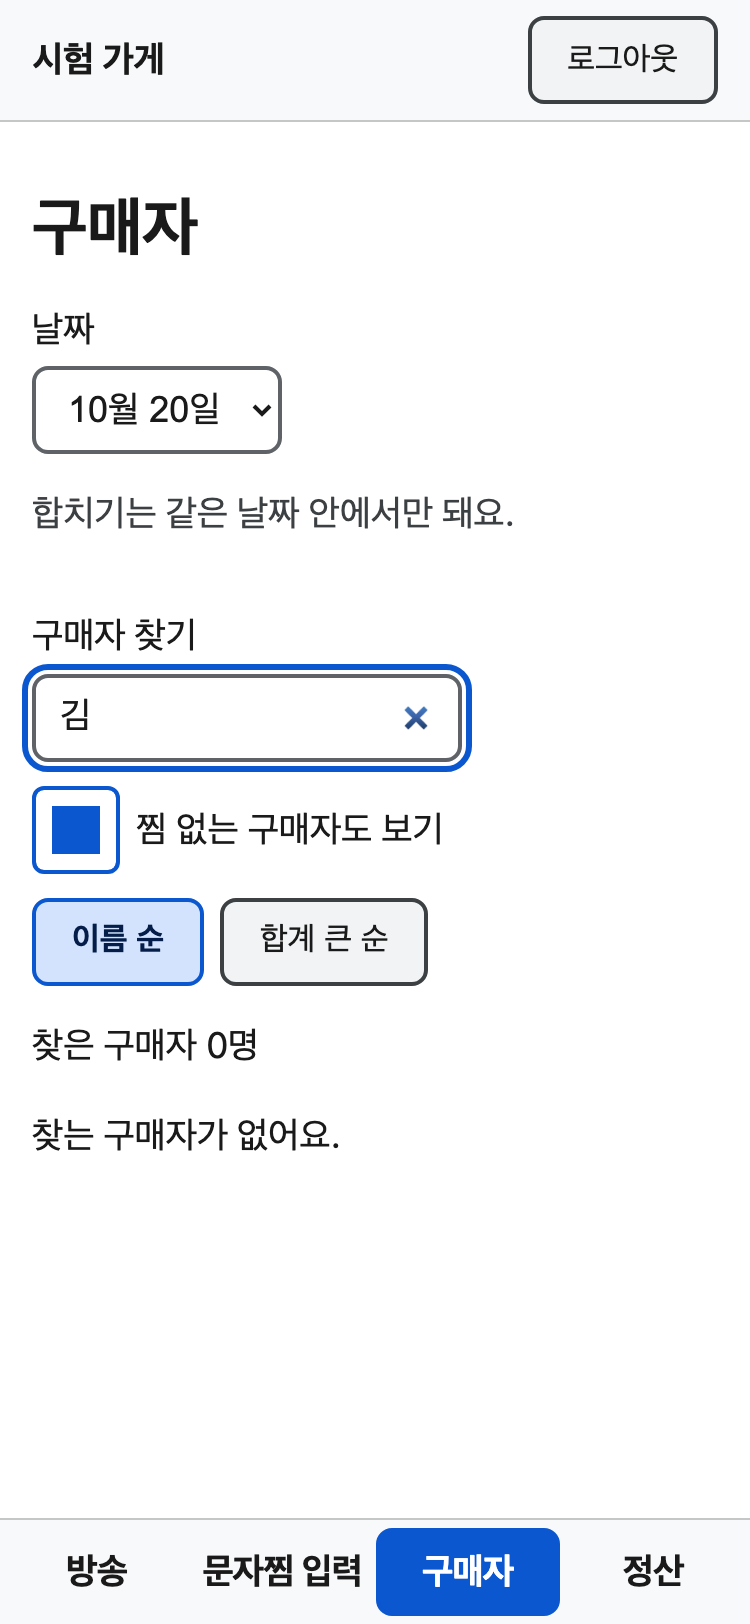 시험 가게
로그아웃
구매자
날짜
10월 20일
합치기는 같은 날짜 안에서만 돼요.
구매자 찾기
김
찜 없는 구매자도 보기
이름 순
합계 큰 순
찾은 구매자 0명
찾는 구매자가 없어요.
방송
문자찜 입력
구매자
정산